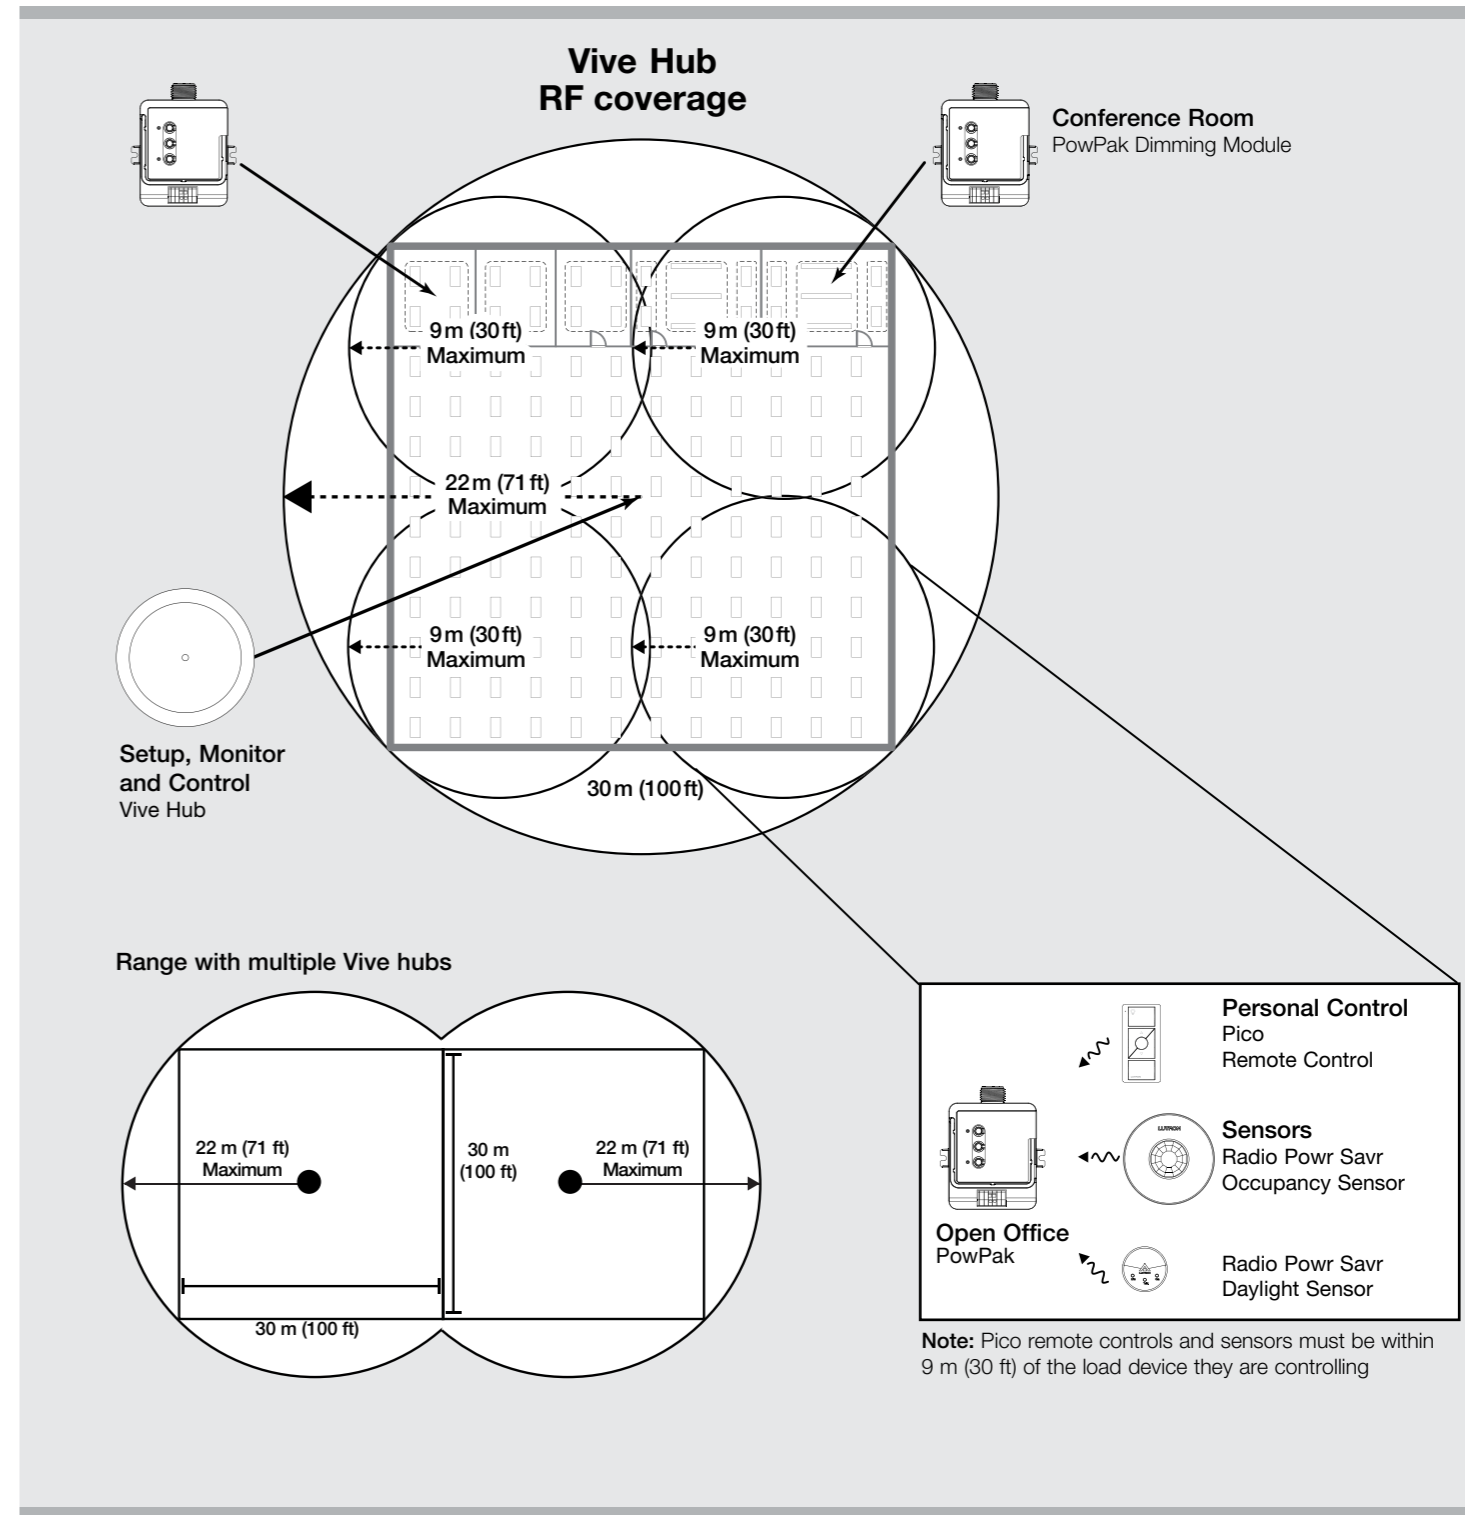 Vive Hub
RF coverage
Conference Room
PowPak Dimming Module
9 m (30 ft)
Maximum
9 m (30 ft)
Maximum
22 m (71 ft)
Maximum
9 m (30 ft)
Maximum
9 m (30 ft)
Maximum
Setup, Monitor
and Control
Vive Hub
30 m (100 ft)
Range with multiple Vive hubs
22 m (71 ft)
Maximum
30 m
(100 ft)
22 m (71 ft)
Maximum
30 m (100 ft)
Personal Control
Pico
Remote Control
LUTRON
Sensors
Radio Powr Savr
Occupancy Sensor
Open Office
PowPak
Radio Powr Savr
Daylight Sensor
Note: Pico remote controls and sensors must be within
9 m (30 ft) of the load device they are controlling